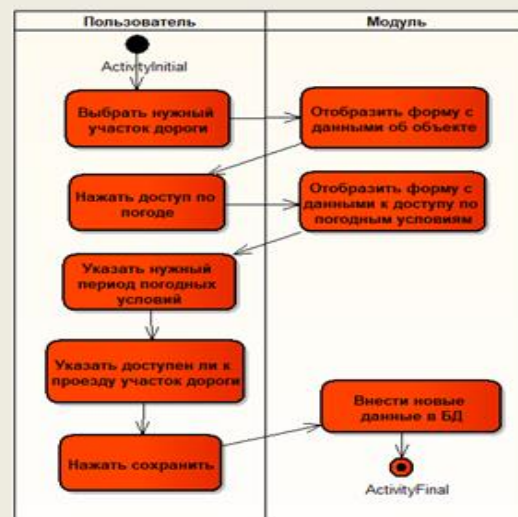 Пользователь
Модуль
ActivityInitial
Выбрать нужный
участок дороги
Отобразить форму с
данными об объекте
Нажать доступ по
погоде
Отобразить форму с
данными к доступу по
погодным условиям
Указать нужный
период погодных
условий
Указать доступен ли к
проезду участок дороги
Нажать сохранить
Внести новые
данные в БД
ActivityFinal